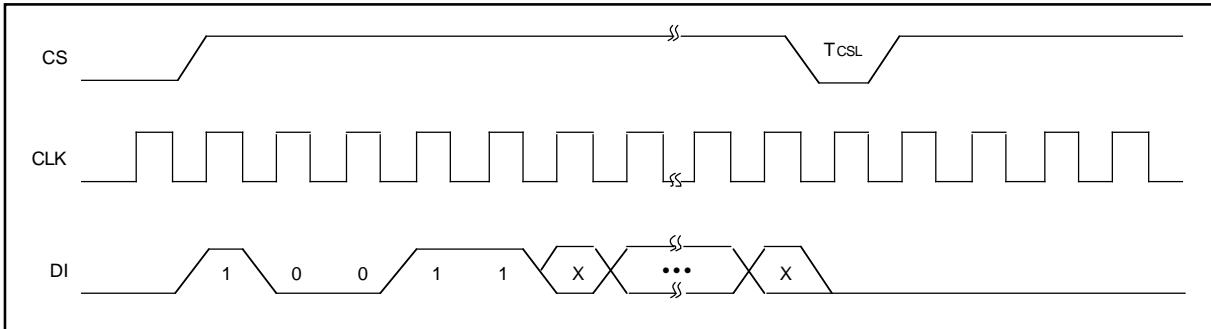 CS
TCSL
CLK
DI
1 0 0 1 1 X ••• X